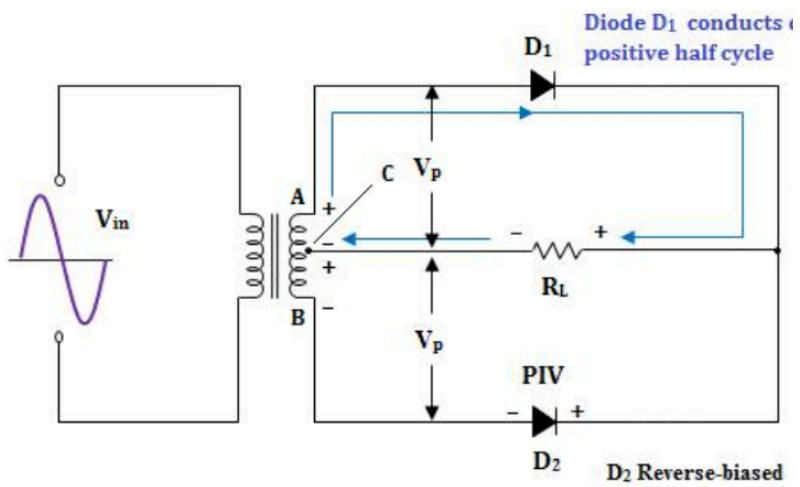 Diode D1 conducts
positive half cycle
D1
Vin
A
+
C
Vp
−
+
B
−
− +
RL
Vp
PIV
− +
D2
D2 Reverse-biased